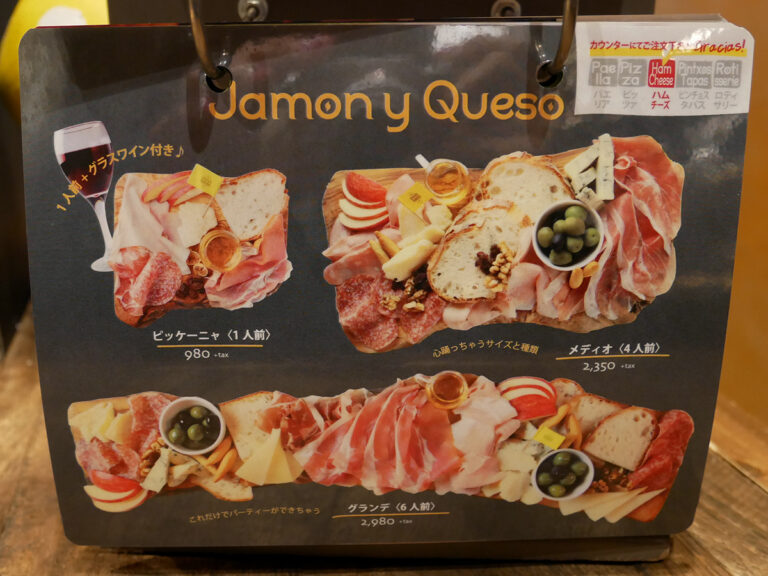 カウンターにてご注文下さい Gracias!
Pae lla
Piz za
Ham Cheese
Pintxos Tapas
Roti sserie
パエリア
ピッツァ
ハムチーズ
ピンチョスタパス
ロティサリー
Jamon y Queso
1人前+グラスワイン付き♪
ピッケーニャ〈1人前〉
980 +tax
心踊っちゃうサイズと種類
メディオ〈4人前〉
2,350 +tax
これだけでパーティーができちゃう
グランデ〈6人前〉
2,980 +tax